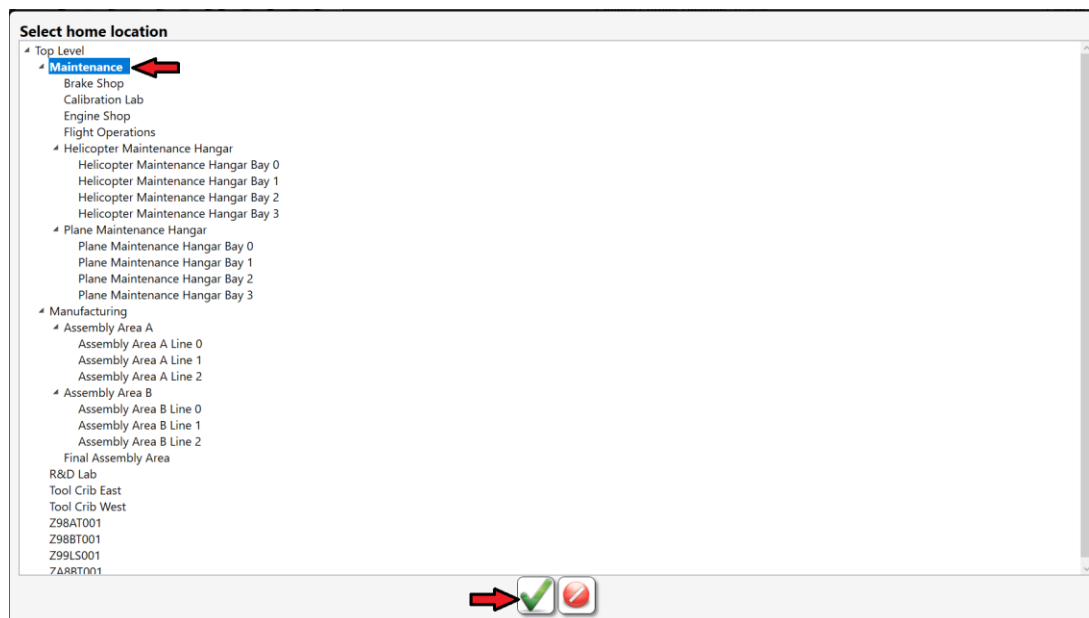 Select home location
Top Level
Maintenance
Brake Shop
Calibration Lab
Engine Shop
Flight Operations
Helicopter Maintenance Hangar
Helicopter Maintenance Hangar Bay 0
Helicopter Maintenance Hangar Bay 1
Helicopter Maintenance Hangar Bay 2
Helicopter Maintenance Hangar Bay 3
Plane Maintenance Hangar
Plane Maintenance Hangar Bay 0
Plane Maintenance Hangar Bay 1
Plane Maintenance Hangar Bay 2
Plane Maintenance Hangar Bay 3
Manufacturing
Assembly Area A
Assembly Area A Line 0
Assembly Area A Line 1
Assembly Area A Line 2
Assembly Area B
Assembly Area B Line 0
Assembly Area B Line 1
Assembly Area B Line 2
Final Assembly Area
R&D Lab
Tool Crib East
Tool Crib West
Z98AT001
Z98BT001
Z99LS001
ZA8BT001